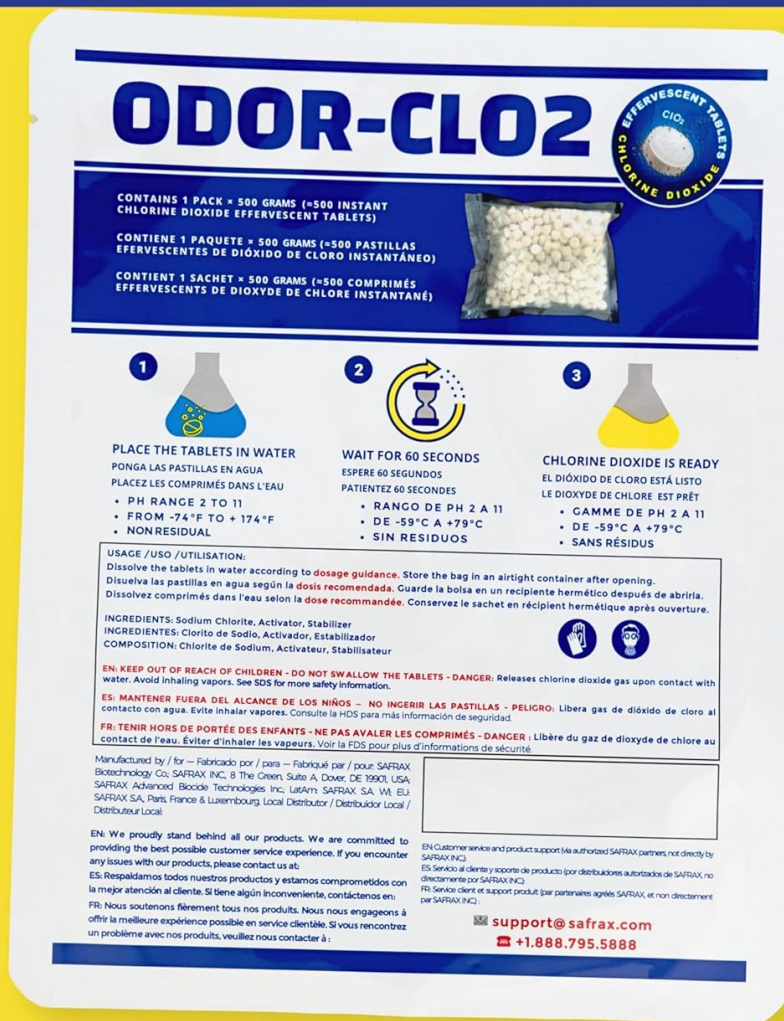 ODOR-CLO2
EFFERVESCENT TABLETS
ClO₂
CHLORINE DIOXIDE
CONTAINS 1 PACK × 500 GRAMS (≈500 INSTANT
CHLORINE DIOXIDE EFFERVESCENT TABLETS)
CONTIENE 1 PAQUETE × 500 GRAMS (≈500 PASTILLAS
EFERVESCENTES DE DIÓXIDO DE CLORO INSTANTÁNEO)
CONTIENT 1 SACHET × 500 GRAMS (≈500 COMPRIMÉS
EFFERVESCENTS DE DIOXYDE DE CHLORE INSTANTANÉ)
1
PLACE THE TABLETS IN WATER
PONGA LAS PASTILLAS EN AGUA
PLACEZ LES COMPRIMÉS DANS L'EAU
• PH RANGE 2 TO 11
• FROM -74°F TO + 174°F
• NON RESIDUAL
2
WAIT FOR 60 SECONDS
ESPERE 60 SEGUNDOS
PATIENTEZ 60 SECONDES
• RANGO DE PH 2 A 11
• DE -59°C A +79°C
• SIN RESIDUOS
3
CHLORINE DIOXIDE IS READY
EL DIÓXIDO DE CLORO ESTÁ LISTO
LE DIOXYDE DE CHLORE EST PRÊT
• GAMME DE PH 2 A 11
• DE -59°C A +79°C
• SANS RÉSIDUS
USAGE /USO /UTILISATION:
Dissolve the tablets in water according to dosage guidance. Store the bag in an airtight container after opening.
Disuelva las pastillas en agua según la dosis recomendada. Guarde la bolsa en un recipiente hermético después de abrirla.
Dissolvez comprimés dans l'eau selon la dose recommandée. Conservez le sachet en récipient hermétique après ouverture.
INGREDIENTS: Sodium Chlorite, Activator, Stabilizer
INGREDIENTES: Clorito de Sodio, Activador, Estabilizador
COMPOSITION: Chlorite de Sodium, Activateur, Stabilisateur
EN: KEEP OUT OF REACH OF CHILDREN - DO NOT SWALLOW THE TABLETS - DANGER: Releases chlorine dioxide gas upon contact with
water. Avoid inhaling vapors. See SDS for more safety information.
ES: MANTENER FUERA DEL ALCANCE DE LOS NIÑOS – NO INGERIR LAS PASTILLAS - PELIGRO: Libera gas de dióxido de cloro al
contacto con agua. Evite inhalar vapores. Consulte la HDS para más información de seguridad.
FR: TENIR HORS DE PORTÉE DES ENFANTS - NE PAS AVALER LES COMPRIMÉS - DANGER : Libère du gaz de dioxyde de chlore au
contact de l'eau. Éviter d'inhaler les vapeurs. Voir la FDS pour plus d'informations de sécurité.
Manufactured by / for — Fabricado por / para — Fabriqué par / pour: SAFRAX
Biotechnology Co; SAFRAX INC, 8 The Green, Suite A, Dover, DE 19901, USA;
SAFRAX Advanced Biocide Technologies Inc; LatAm: SAFRAX S.A. WI; EU:
SAFRAX S.A, Paris, France & Luxembourg. Local Distributor / Distribuidor Local /
Distributeur Local:
EN: We proudly stand behind all our products. We are committed to
providing the best possible customer service experience. If you encounter
any issues with our products, please contact us at:
ES: Respaldamos todos nuestros productos y estamos comprometidos con
la mejor atención al cliente. Si tiene algún inconveniente, contáctenos en:
FR: Nous soutenons fièrement tous nos produits. Nous nous engageons à
offrir la meilleure expérience possible en service clientèle. Si vous rencontrez
un problème avec nos produits, veuillez nous contacter à :
EN: Customer service and product support (via authorized SAFRAX partners, not directly by
SAFRAX INC.):
ES: Servicio al cliente y soporte de producto (por distribuidores autorizados de SAFRAX, no
directamente por SAFRAX INC.):
FR: Service client et support produit (par partenaires agréés SAFRAX, et non directement
par SAFRAX INC.) :
support@safrax.com
+1.888.795.5888